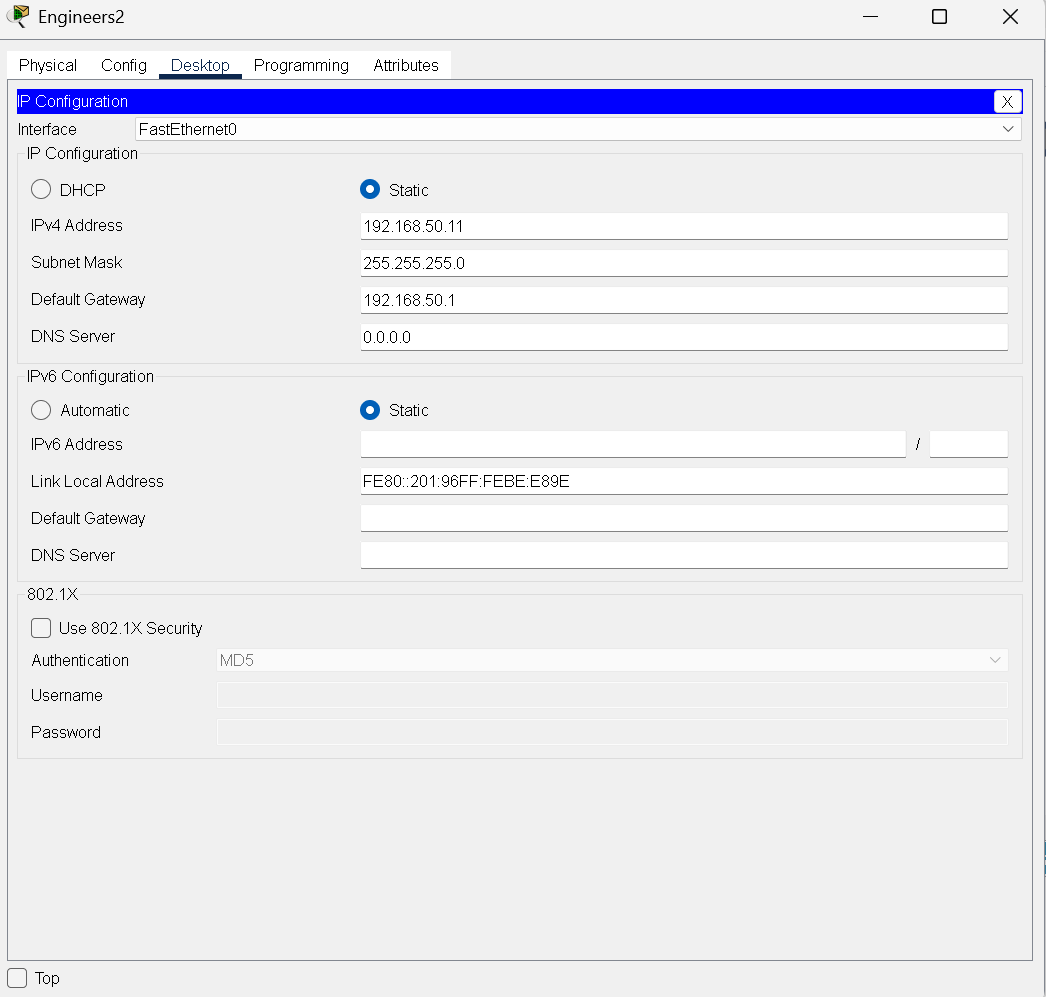 Engineers2
Physical Config Desktop Programming Attributes
IP Configuration X
Interface FastEthernet0
IP Configuration
DHCP Static
IPv4 Address 192.168.50.11
Subnet Mask 255.255.255.0
Default Gateway 192.168.50.1
DNS Server 0.0.0.0
IPv6 Configuration
Automatic Static
IPv6 Address /
Link Local Address FE80::201:96FF:FEBE:E89E
Default Gateway
DNS Server
802.1X
Use 802.1X Security
Authentication MD5
Username
Password
Top